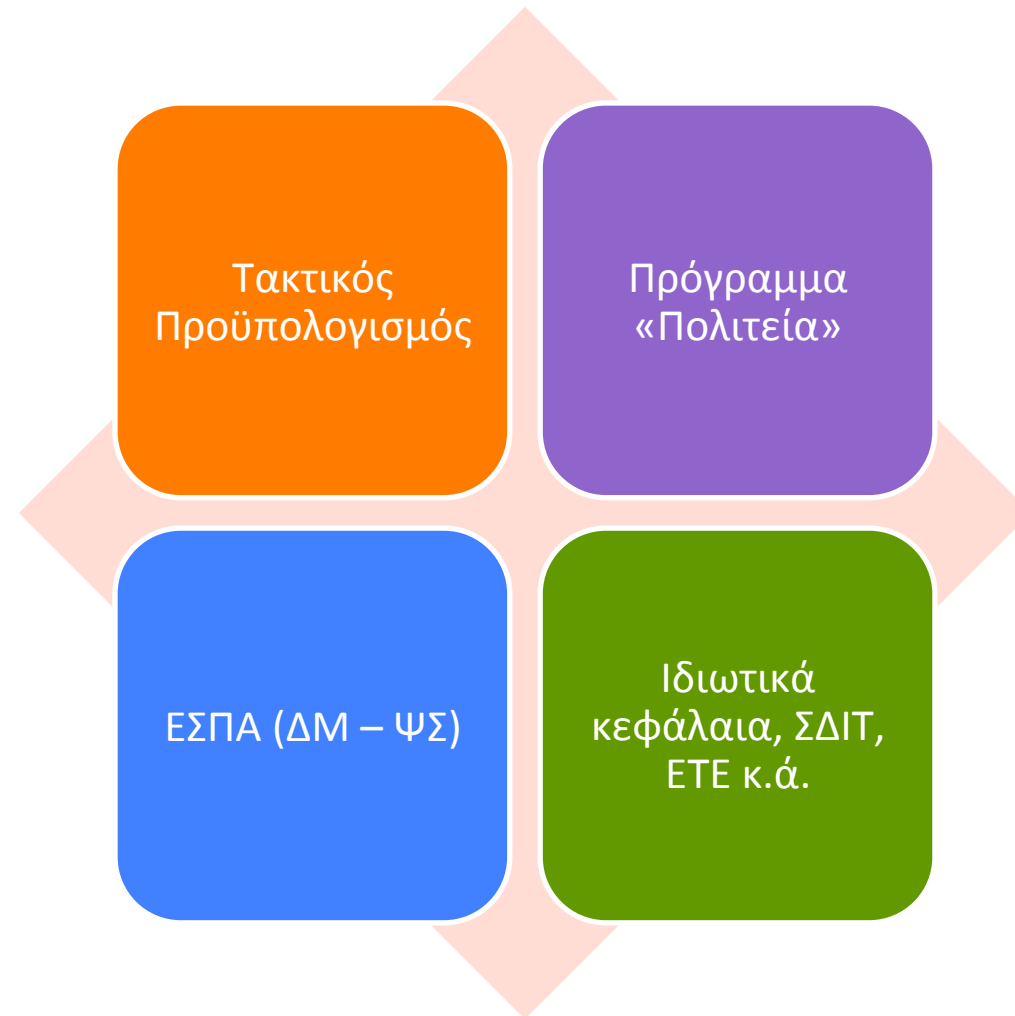 Τακτικός
Προϋπολογισμός
Πρόγραμμα
«Πολιτεία»
ΕΣΠΑ (ΔΜ – ΨΣ)
Ιδιωτικά
κεφάλαια, ΣΔΙΤ,
ΕΤΕ κ.ά.